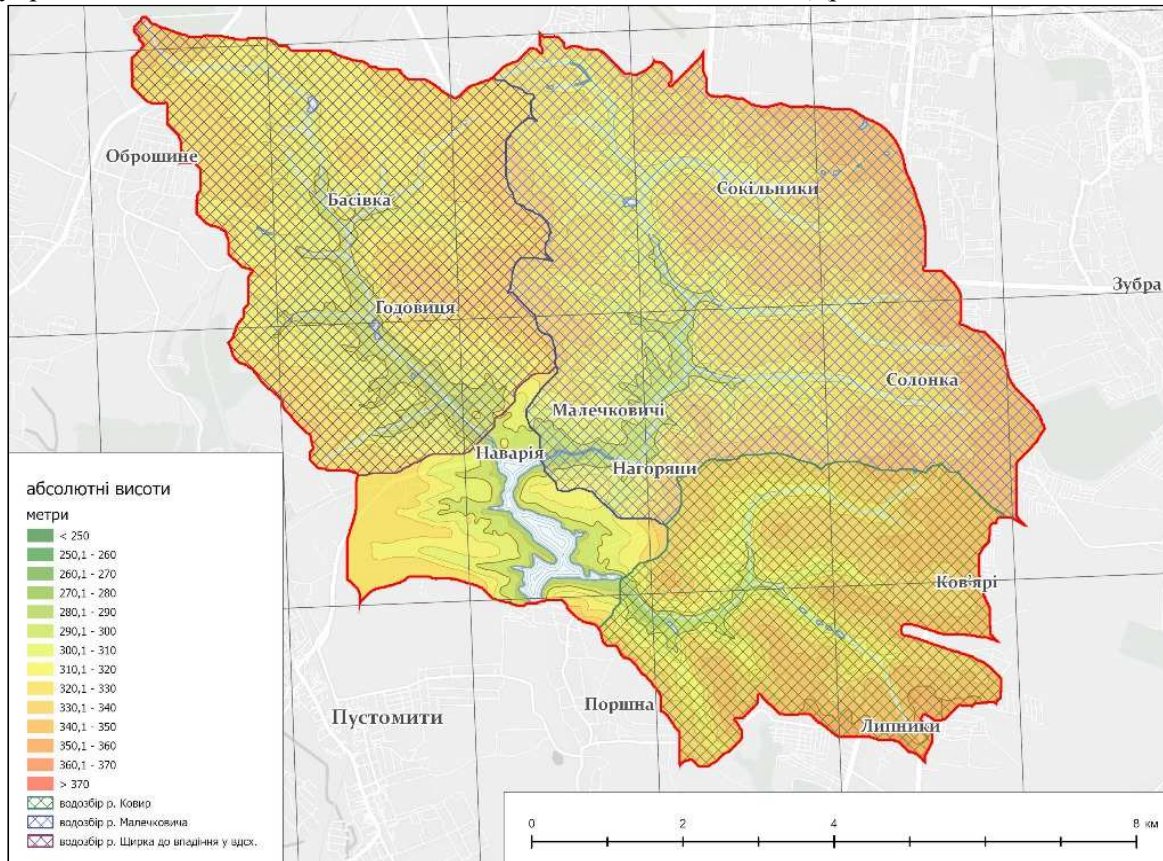 Оброшине
Басівка
Сокільники
Зубра
Годовиця
Солонка
Малечковичі
Наварія
Нагоряни
Ков'ярі
Поршна
Пустомити
Липники
абсолютні висоти
метри
< 250
250,1 - 260
260,1 - 270
270,1 - 280
280,1 - 290
290,1 - 300
300,1 - 310
310,1 - 320
320,1 - 330
330,1 - 340
340,1 - 350
350,1 - 360
360,1 - 370
> 370
водозбір р. Ковир
водозбір р. Малечковича
водозбір р. Щирка до впадіння у вдсх.
0 2 4 8 км